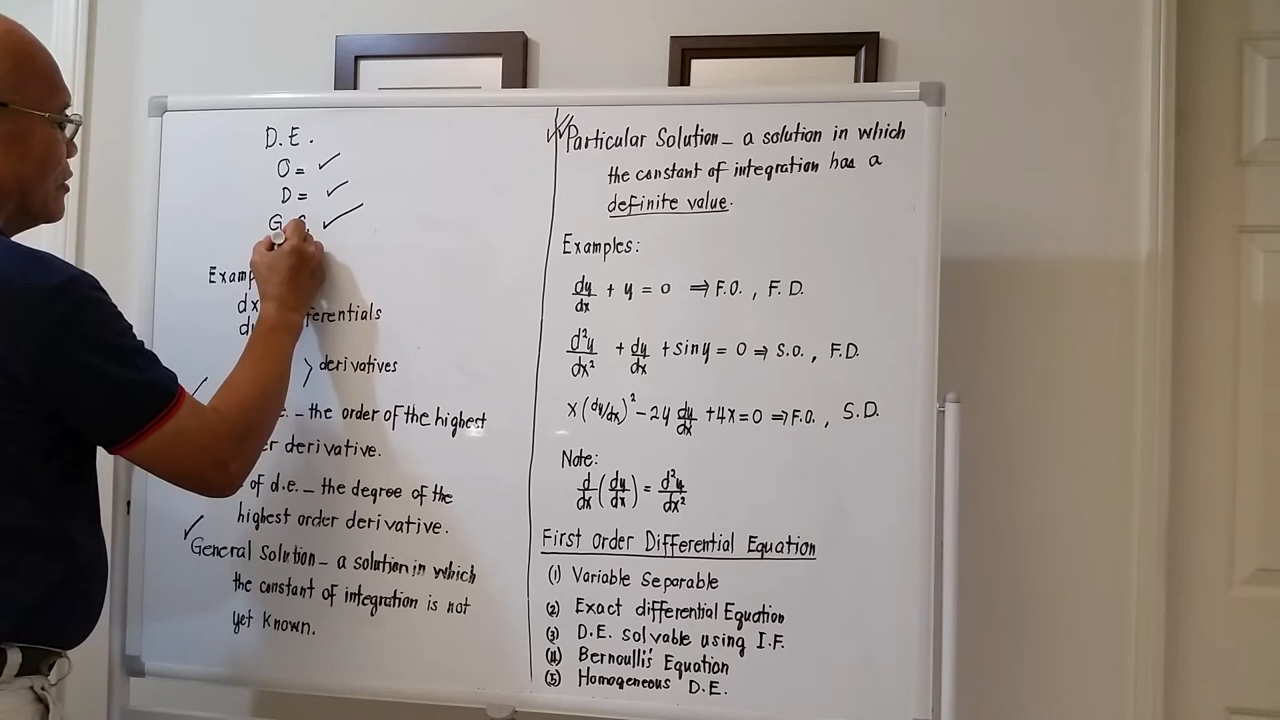 D.E.
O =
D =
G
Examp
dx
ferentials
derivatives
the order of the highest
derivative.
of d.e. – the degree of the
highest order derivative.
General Solution – a solution in which
the constant of integration is not
yet known.
Particular Solution – a solution in which
the constant of integration has a
definite value.
Examples:
dy/dx + y = 0 ⇒ F.O. , F.D.
d²y/dx² + dy/dx + sin y = 0 ⇒ S.O. , F.D.
x(dy/dx)² – 2y dy/dx + 4x = 0 ⇒ F.O. , S.D.
Note:
d/dx (dy/dx) = d²y/dx²
First Order Differential Equation
(1) Variable Separable
(2) Exact differential Equation
(3) D.E. solvable using I.F.
(4) Bernoulli's Equation
(5) Homogeneous D.E.